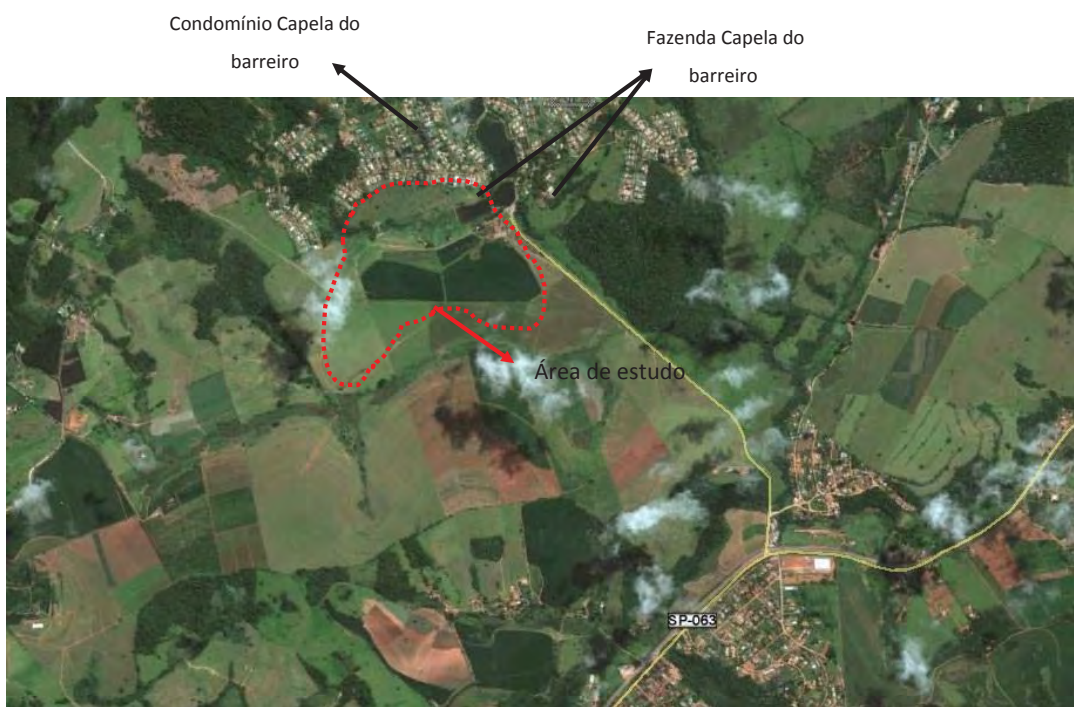 Condomínio Capela do
barreiro
Fazenda Capela do
barreiro
Área de estudo
SP-063